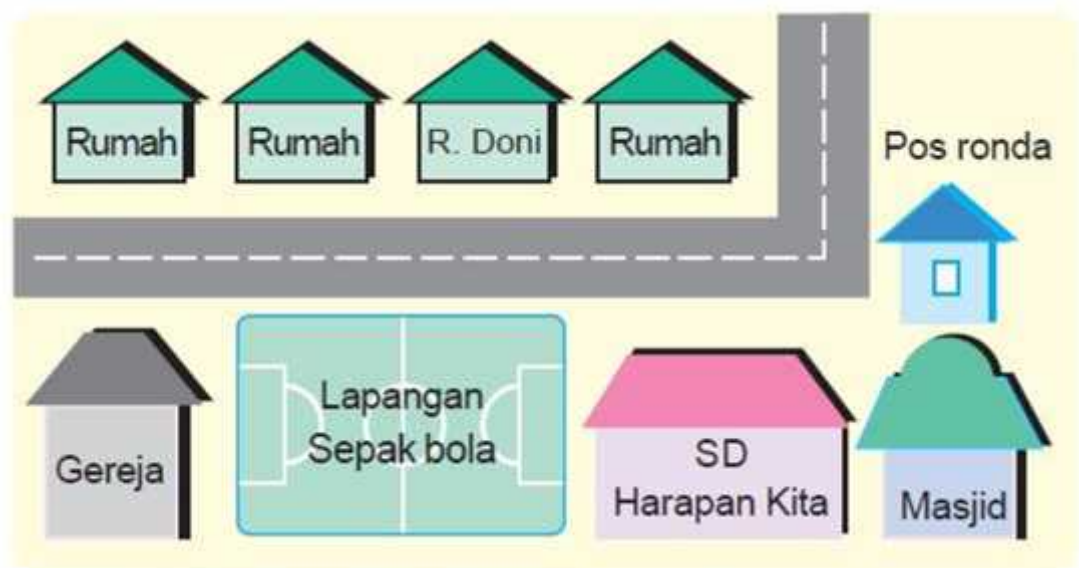 Rumah
Rumah
R. Doni
Rumah
Pos ronda
Gereja
Lapangan
Sepak bola
SD
Harapan Kita
Masjid